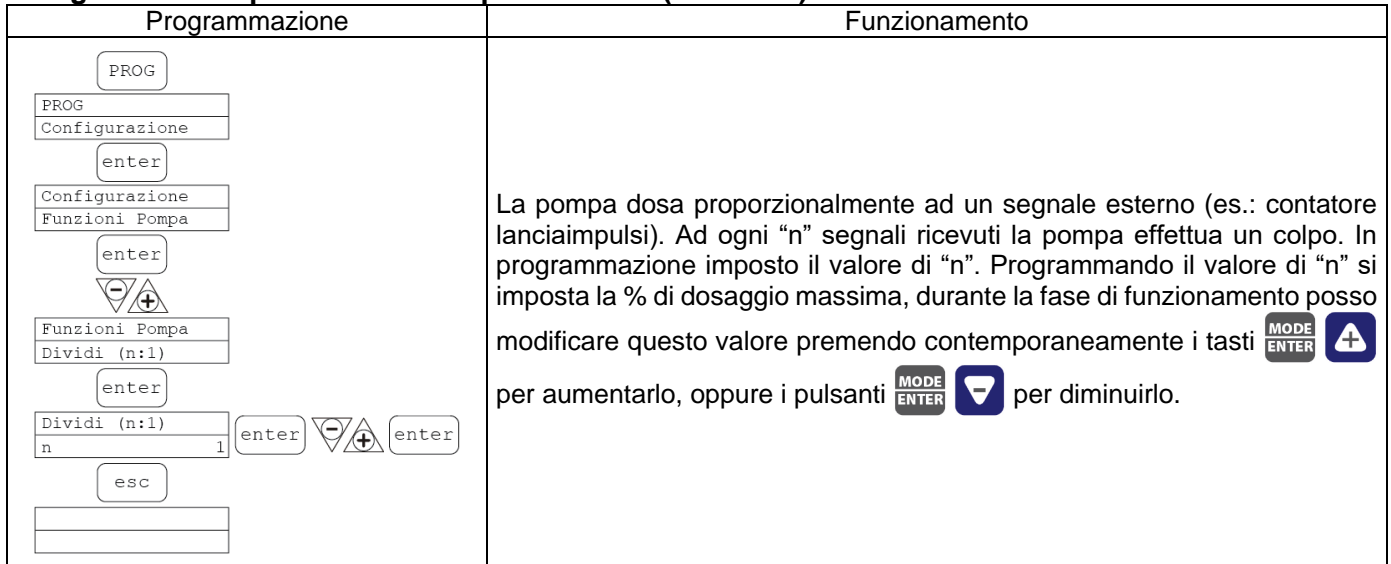 Programmazione
Funzionamento
PROG
PROG
Configurazione
enter
Configurazione
Funzioni Pompa
enter
Funzioni Pompa
Dividi (n:1)
enter
Dividi (n:1)
n 1
enter
enter
esc
La pompa dosa proporzionalmente ad un segnale esterno (es.: contatore
lanciaimpulsi). Ad ogni “n” segnali ricevuti la pompa effettua un colpo. In
programmazione imposto il valore di “n”. Programmando il valore di “n” si
imposta la % di dosaggio massima, durante la fase di funzionamento posso
modificare questo valore premendo contemporaneamente i tasti MODE ENTER
per aumentarlo, oppure i pulsanti MODE ENTER per diminuirlo.